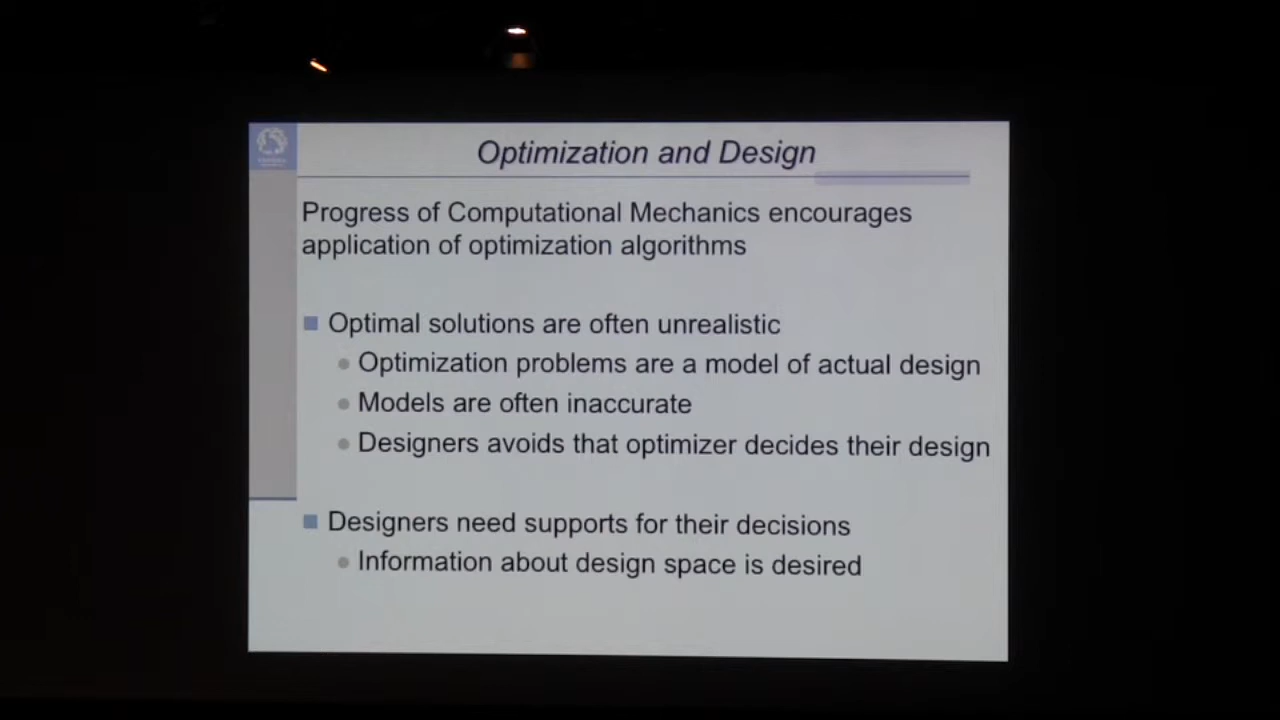 Optimization and Design
Progress of Computational Mechanics encourages
application of optimization algorithms
Optimal solutions are often unrealistic
Optimization problems are a model of actual design
Models are often inaccurate
Designers avoids that optimizer decides their design
Designers need supports for their decisions
Information about design space is desired